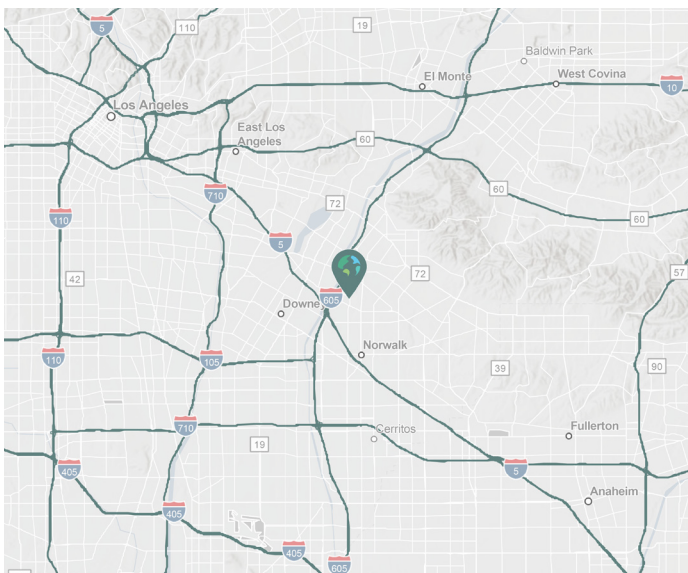 5
110
19
Baldwin Park
El Monte
West Covina
10
Los Angeles
East Los
Angeles
60
710
60
72
110
60
5
72
57
42
605
Downe
Norwalk
110
105
39
90
710
Fullerton
Cerritos
19
405
5
Anaheim
405
405
605